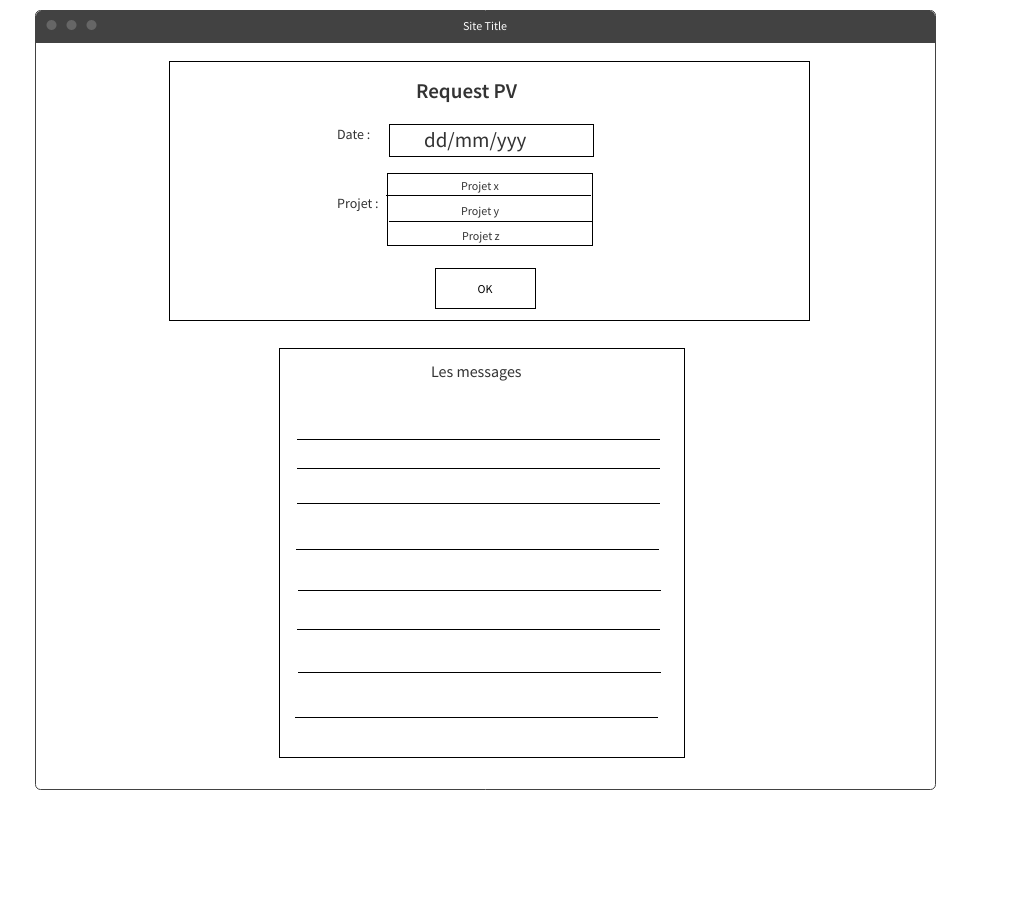 Site Title
Request PV
Date :
dd/mm/yyy
Projet :
Projet x
Projet y
Projet z
OK
Les messages